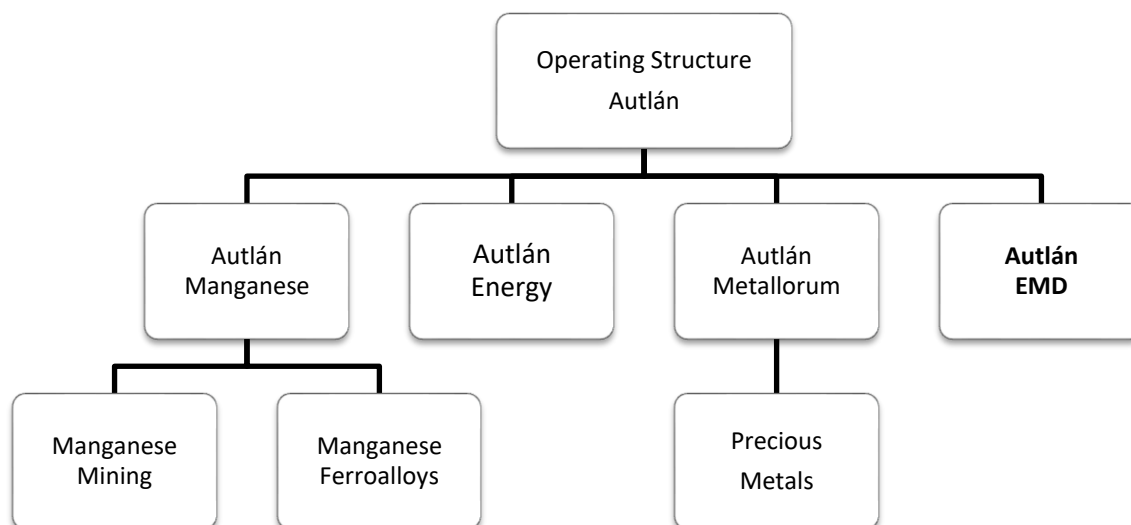 Operating Structure
Autlán
Autlán
Manganese
Autlán
Energy
Autlán
Metallorum
Autlán
EMD
Manganese
Mining
Manganese
Ferroalloys
Precious
Metals